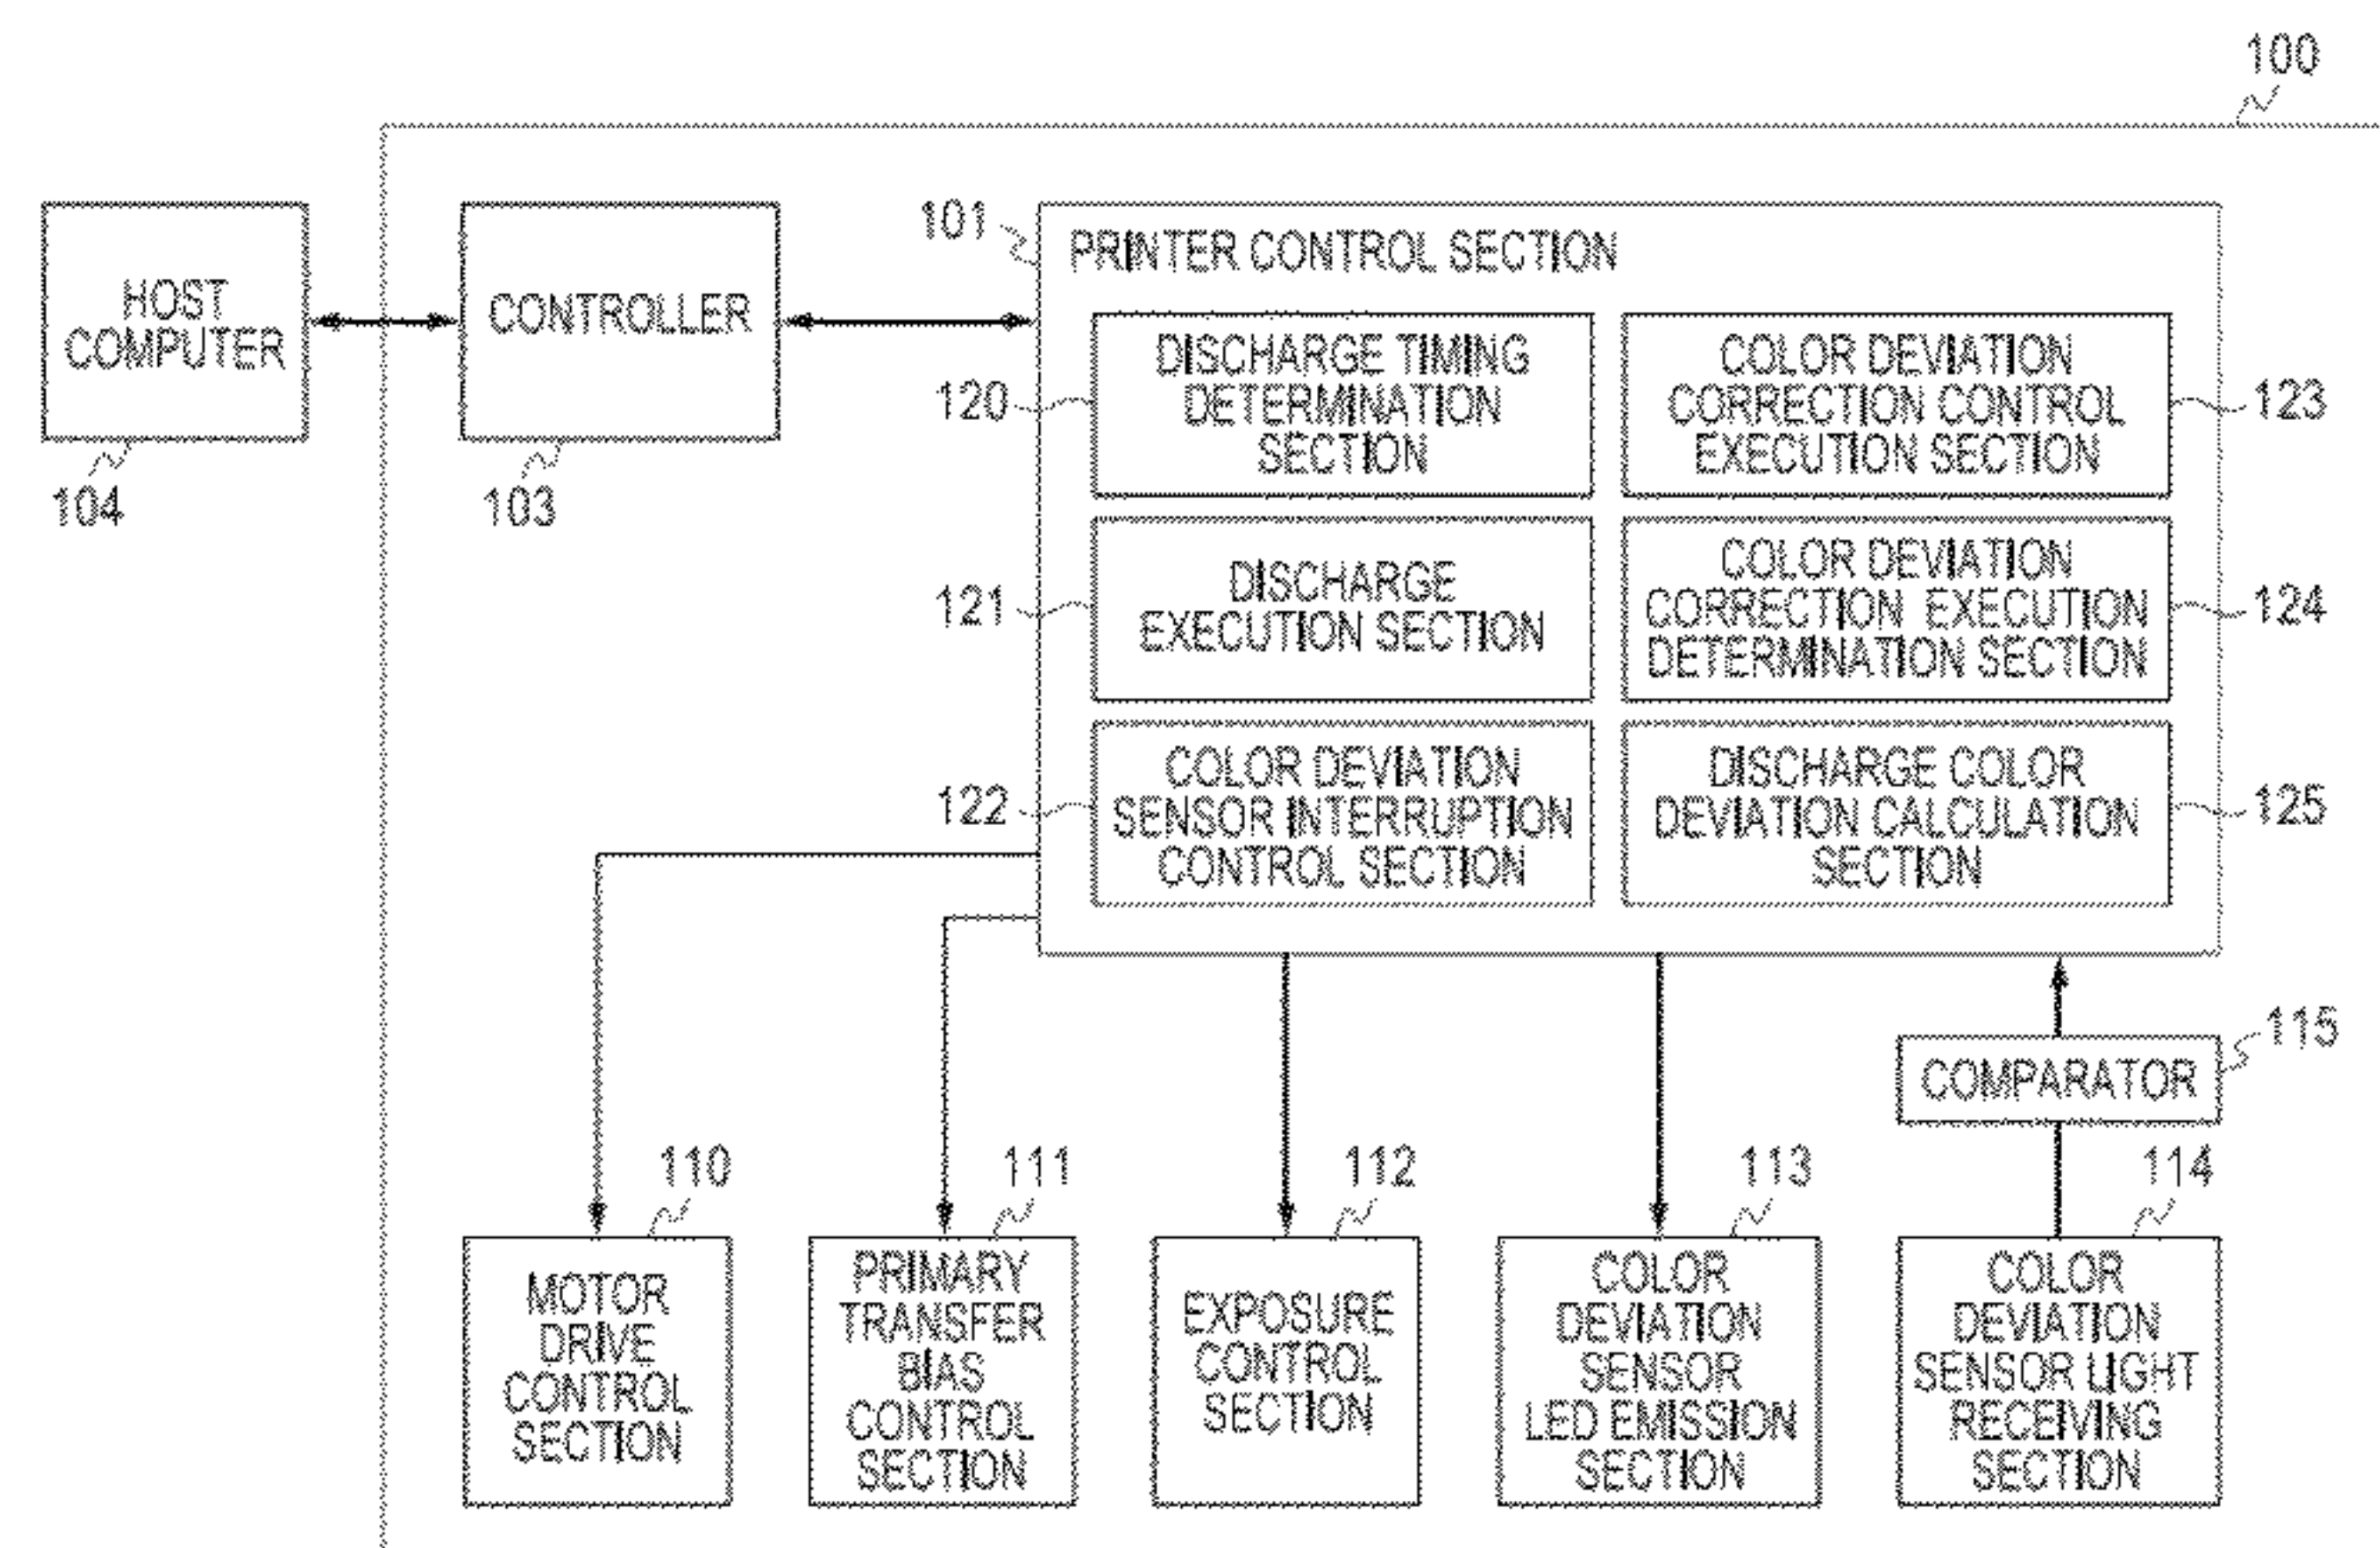 100
HOST
COMPUTER
104
CONTROLLER
103
101
PRINTER CONTROL SECTION
120
DISCHARGE TIMING
DETERMINATION
SECTION
COLOR DEVIATION
CORRECTION CONTROL
EXECUTION SECTION
123
121
DISCHARGE
EXECUTION SECTION
COLOR DEVIATION
CORRECTION EXECUTION
DETERMINATION SECTION
124
122
COLOR DEVIATION
SENSOR INTERRUPTION
CONTROL SECTION
DISCHARGE COLOR
DEVIATION CALCULATION
SECTION
125
COMPARATOR
115
110
MOTOR
DRIVE
CONTROL
SECTION
111
PRIMARY
TRANSFER
BIAS
CONTROL
SECTION
112
EXPOSURE
CONTROL
SECTION
113
COLOR
DEVIATION
SENSOR
LED EMISSION
SECTION
114
COLOR
DEVIATION
SENSOR LIGHT
RECEIVING
SECTION